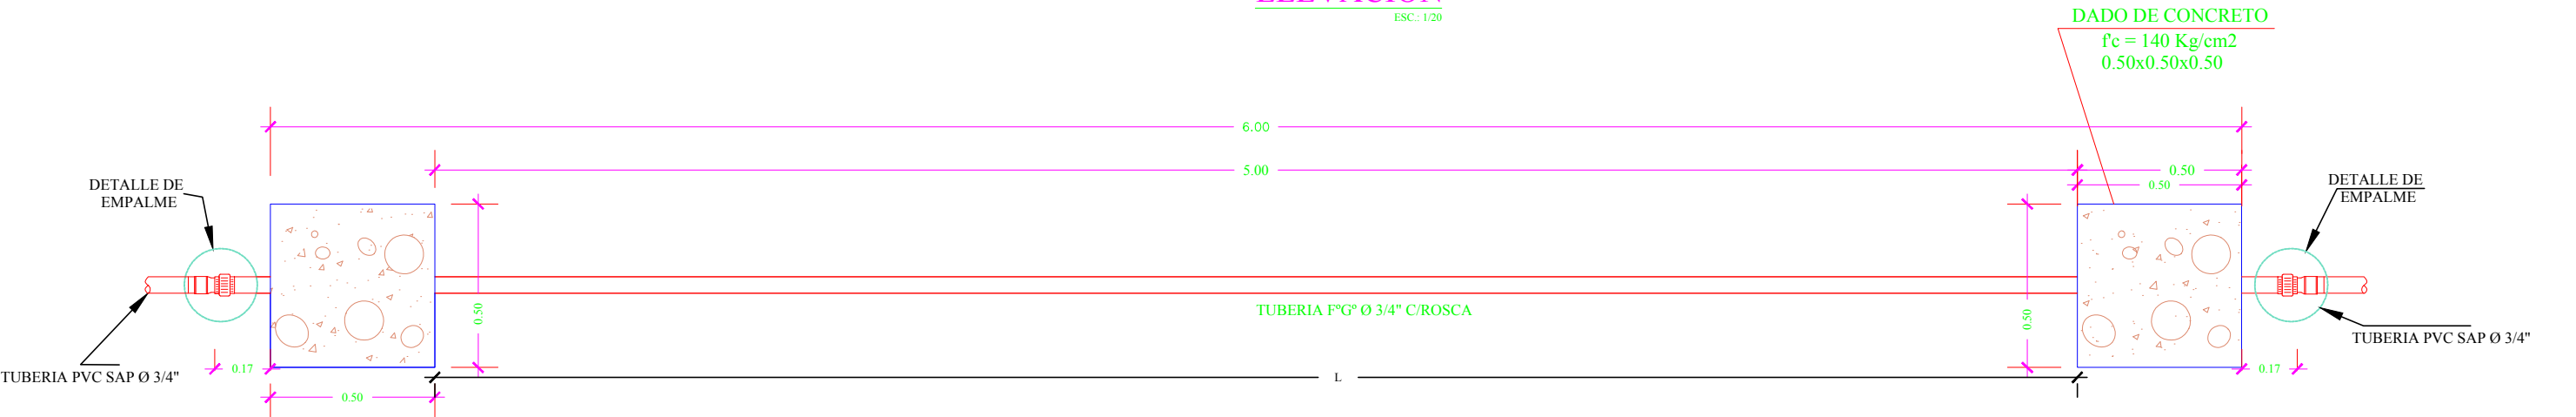 ELEVACION
ESC.: 1/20
DADO DE CONCRETO
f'c = 140 Kg/cm2
0.50x0.50x0.50
6.00
5.00
0.50
0.50
DETALLE DE
EMPALME
DETALLE DE
EMPALME
0.50
0.50
TUBERIA FºGº Ø 3/4" C/ROSCA
TUBERIA PVC SAP Ø 3/4"
TUBERIA PVC SAP Ø 3/4"
0.17
0.17
L
0.50